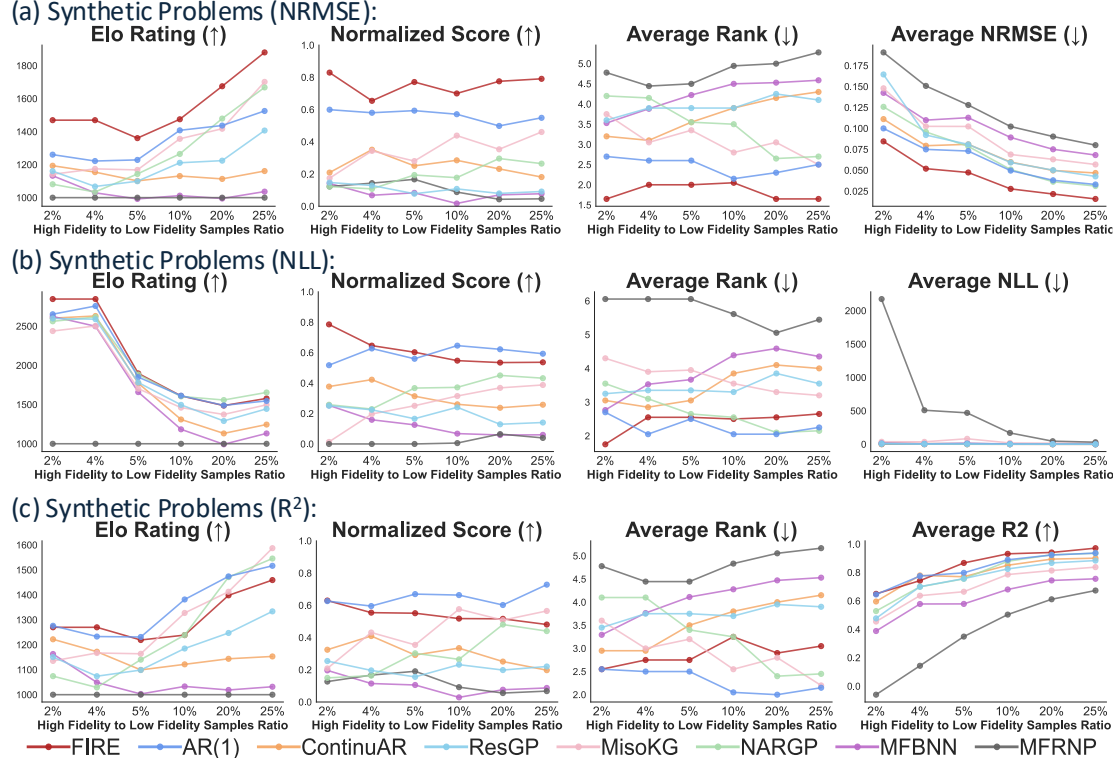 (a) Synthetic Problems (NRMSE):
Elo Rating (↑) Normalized Score (↑) Average Rank (↓) Average NRMSE (↓)
1800 1600 1400 1200 1000
1.0 0.8 0.6 0.4 0.2 0.0
5.0 4.5 4.0 3.5 3.0 2.5 2.0 1.5
0.175 0.150 0.125 0.100 0.075 0.050 0.025
2% 4% 5% 10% 20% 25% 2% 4% 5% 10% 20% 25% 2% 4% 5% 10% 20% 25% 2% 4% 5% 10% 20% 25%
High Fidelity to Low Fidelity Samples Ratio High Fidelity to Low Fidelity Samples Ratio High Fidelity to Low Fidelity Samples Ratio High Fidelity to Low Fidelity Samples Ratio
(b) Synthetic Problems (NLL):
Elo Rating (↑) Normalized Score (↑) Average Rank (↓) Average NLL (↓)
2500 2000 1500 1000
1.0 0.8 0.6 0.4 0.2 0.0
6 5 4 3 2
2000 1500 1000 500 0
2% 4% 5% 10% 20% 25% 2% 4% 5% 10% 20% 25% 2% 4% 5% 10% 20% 25% 2% 4% 5% 10% 20% 25%
High Fidelity to Low Fidelity Samples Ratio High Fidelity to Low Fidelity Samples Ratio High Fidelity to Low Fidelity Samples Ratio High Fidelity to Low Fidelity Samples Ratio
(c) Synthetic Problems (R²):
Elo Rating (↑) Normalized Score (↑) Average Rank (↓) Average R2 (↑)
1600 1500 1400 1300 1200 1100 1000
1.0 0.8 0.6 0.4 0.2 0.0
5.0 4.5 4.0 3.5 3.0 2.5 2.0
1.0 0.8 0.6 0.4 0.2 0.0
2% 4% 5% 10% 20% 25% 2% 4% 5% 10% 20% 25% 2% 4% 5% 10% 20% 25% 2% 4% 5% 10% 20% 25%
High Fidelity to Low Fidelity Samples Ratio High Fidelity to Low Fidelity Samples Ratio High Fidelity to Low Fidelity Samples Ratio High Fidelity to Low Fidelity Samples Ratio
FIRE AR(1) ContinuAR ResGP MisoKG NARGP MFBNN MFRNP